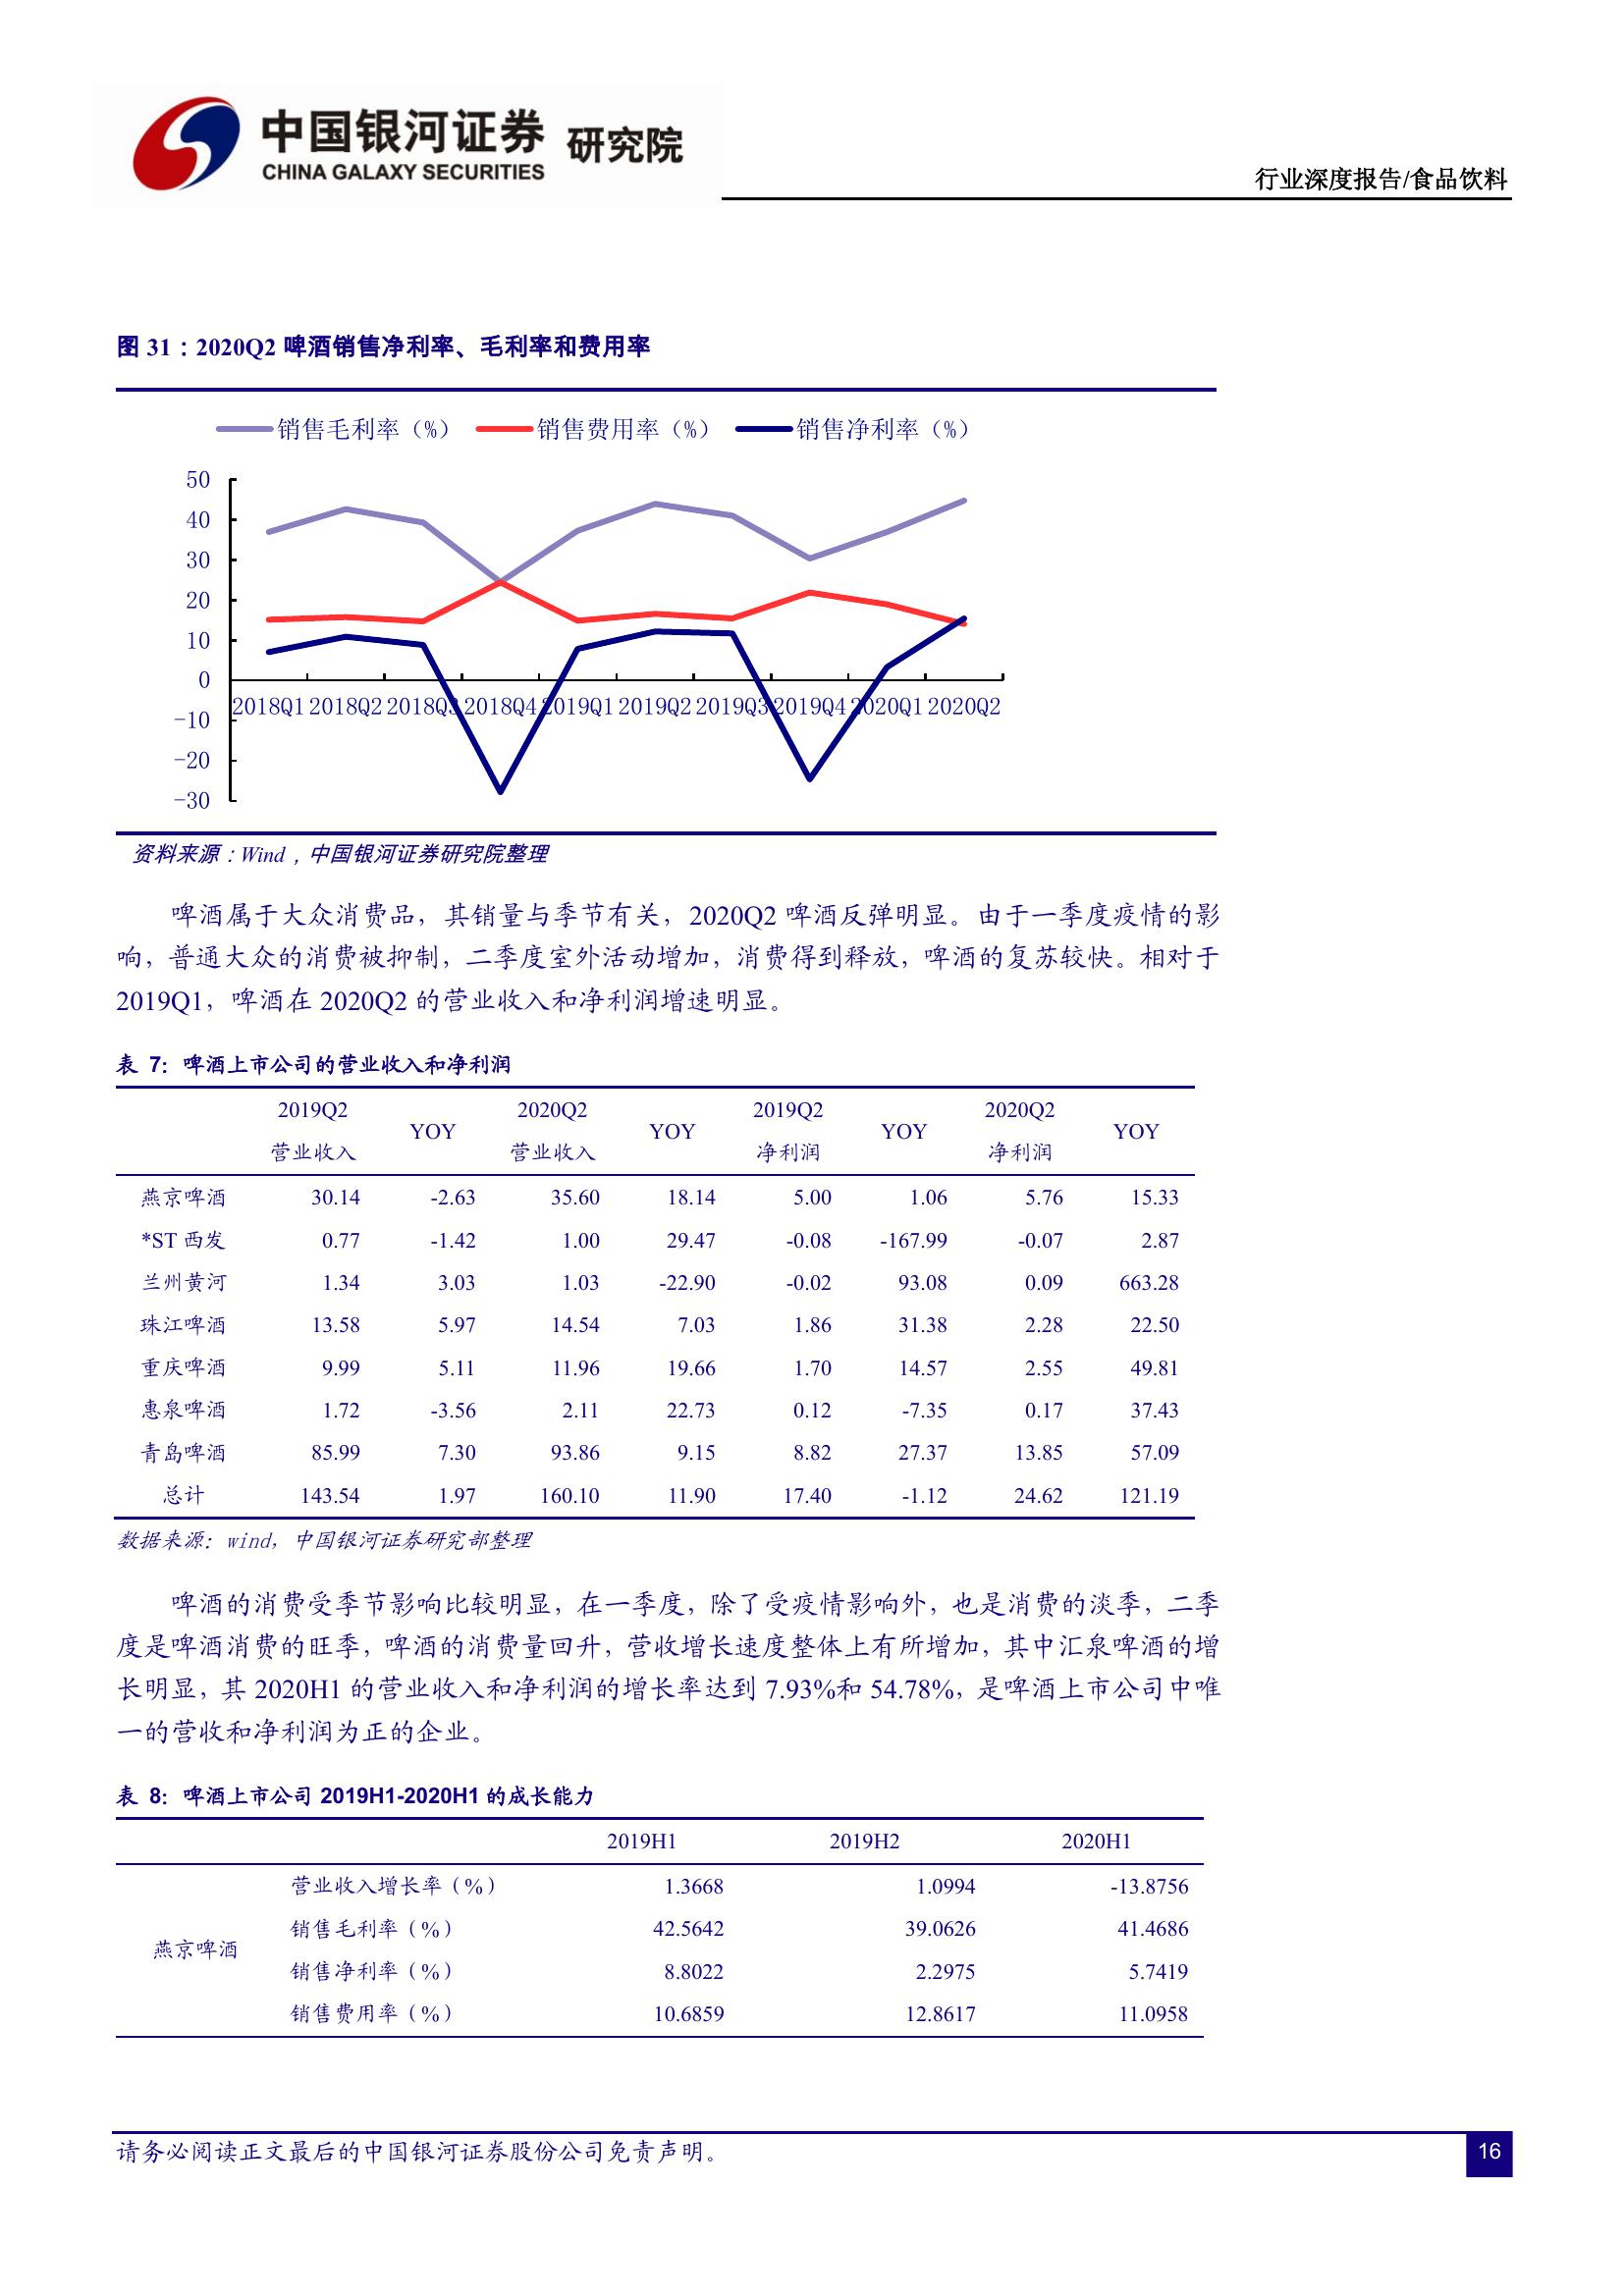 中国银河证券 研究院
CHINA GALAXY SECURITIES
行业深度报告/食品饮料
图 31：2020Q2 啤酒销售净利率、毛利率和费用率
销售毛利率（%） 销售费用率（%） 销售净利率（%）
50
40
30
20
10
0
-10
-20
-30
2018Q1 2018Q2 2018Q3 2018Q4 2019Q1 2019Q2 2019Q3 2019Q4 2020Q1 2020Q2
资料来源：Wind，中国银河证券研究院整理
啤酒属于大众消费品，其销量与季节有关，2020Q2 啤酒反弹明显。由于一季度疫情的影
响，普通大众的消费被抑制，二季度室外活动增加，消费得到释放，啤酒的复苏较快。相对于
2019Q1，啤酒在 2020Q2 的营业收入和净利润增速明显。
表 7：啤酒上市公司的营业收入和净利润
2019Q2 2020Q2 2019Q2 2020Q2
YOY YOY YOY YOY
营业收入 营业收入 净利润 净利润
燕京啤酒 30.14 -2.63 35.60 18.14 5.00 1.06 5.76 15.33
*ST 西发 0.77 -1.42 1.00 29.47 -0.08 -167.99 -0.07 2.87
兰州黄河 1.34 3.03 1.03 -22.90 -0.02 93.08 0.09 663.28
珠江啤酒 13.58 5.97 14.54 7.03 1.86 31.38 2.28 22.50
重庆啤酒 9.99 5.11 11.96 19.66 1.70 14.57 2.55 49.81
惠泉啤酒 1.72 -3.56 2.11 22.73 0.12 -7.35 0.17 37.43
青岛啤酒 85.99 7.30 93.86 9.15 8.82 27.37 13.85 57.09
总计 143.54 1.97 160.10 11.90 17.40 -1.12 24.62 121.19
数据来源：wind，中国银河证券研究部整理
啤酒的消费受季节影响比较明显，在一季度，除了受疫情影响外，也是消费的淡季，二季
度是啤酒消费的旺季，啤酒的消费量回升，营收增长速度整体上有所增加，其中汇泉啤酒的增
长明显，其 2020H1 的营业收入和净利润的增长率达到 7.93%和 54.78%，是啤酒上市公司中唯
一的营收和净利润为正的企业。
表 8：啤酒上市公司 2019H1-2020H1 的成长能力
2019H1 2019H2 2020H1
营业收入增长率（%） 1.3668 1.0994 -13.8756
销售毛利率（%） 42.5642 39.0626 41.4686
燕京啤酒
销售净利率（%） 8.8022 2.2975 5.7419
销售费用率（%） 10.6859 12.8617 11.0958
请务必阅读正文最后的中国银河证券股份公司免责声明。
16